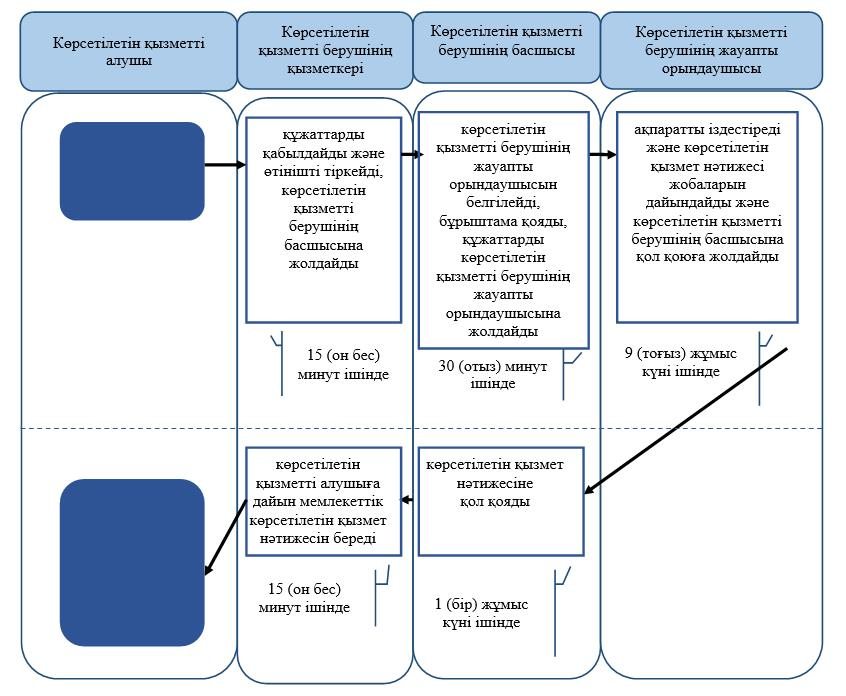 Көрсетілетін қызметті
алушы
Көрсетілетін
қызметті берушінің
қызметкері
Көрсетілетін қызметті
берушінің басшысы
Көрсетілетін қызметті
берушінің жауапты
орындаушысы
құжаттарды
қабылдайды және
өтінішті тіркейді,
көрсетілетін
қызметті
берушінің
басшысына
жолдайды
көрсетілетін
қызметті берушінің
жауапты
орындаушысын
белгілейді,
бұрыштама қояды,
құжаттарды
көрсетілетін
қызметті берушінің
жауапты
орындаушысына
жолдайды
ақпаратты іздестіреді
және көрсетілетін
қызмет нәтижесі
жобаларын
дайындайды және
көрсетілетін қызметті
берушінің басшысына
қол қоюға жолдайды
15 (он бес)
минут ішінде
30 (отыз) минут
ішінде
9 (тоғыз) жұмыс
күні ішінде
көрсетілетін
қызметті алушыға
дайын мемлекеттік
көрсетілетін қызмет
нәтижесін береді
көрсетілетін қызмет
нәтижесіне
қол қояды
15 (он бес)
минут ішінде
1 (бір) жұмыс
күні ішінде